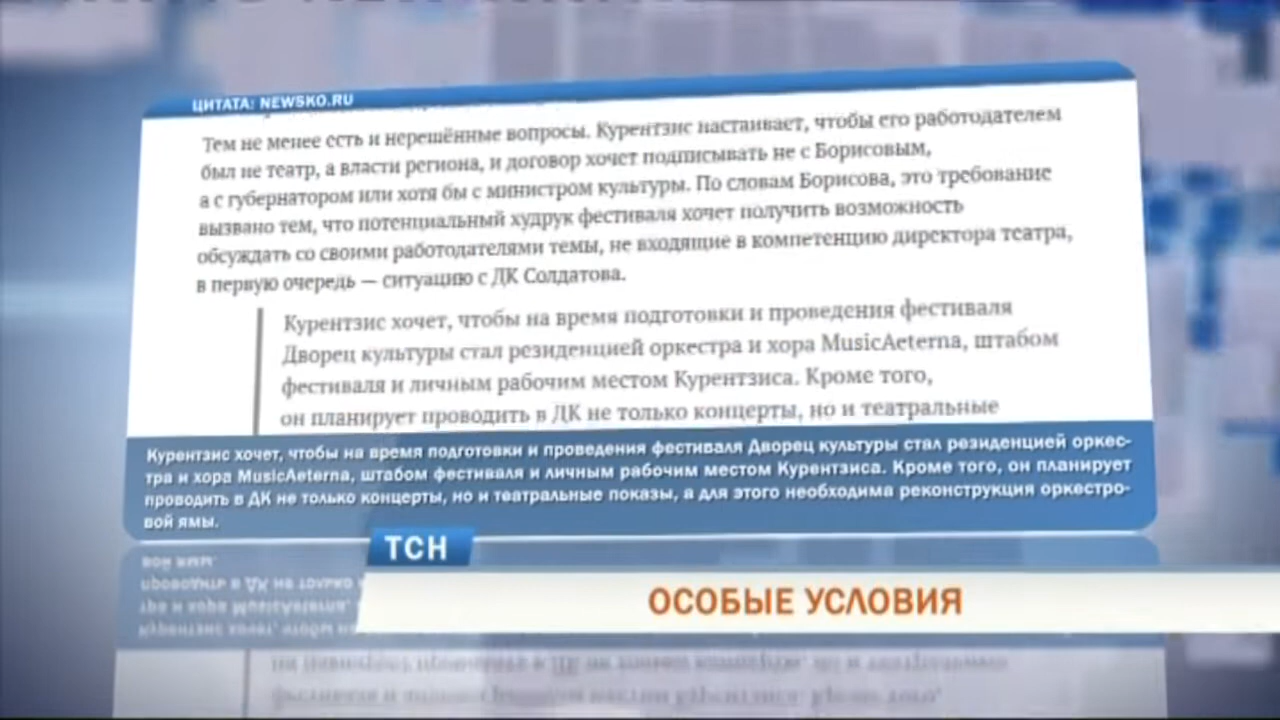 ЦИТАТА: NEWSKO.RU
Тем не менее есть и нерешённые вопросы. Курентзис настаивает, чтобы его работодателем
был не театр, а власти региона, и договор хочет подписывать не с Борисовым,
а с губернатором или хотя бы с министром культуры. По словам Борисова, это требование
вызвано тем, что потенциальный худрук фестиваля хочет получить возможность
обсуждать со своими работодателями темы, не входящие в компетенцию директора театра,
в первую очередь — ситуацию с ДК Солдатова.
Курентзис хочет, чтобы на время подготовки и проведения фестиваля
Дворец культуры стал резиденцией оркестра и хора MusicAeterna, штабом
фестиваля и личным рабочим местом Курентзиса. Кроме того,
он планирует проводить в ДК не только концерты, но и театральные
Курентзис хочет, чтобы на время подготовки и проведения фестиваля Дворец культуры стал резиденцией оркес-
тра и хора MusicAeterna, штабом фестиваля и личным рабочим местом Курентзиса. Кроме того, он планирует
проводить в ДК не только концерты, но и театральные показы, а для этого необходима реконструкция оркестро-
вой ямы.
ТСН
ОСОБЫЕ УСЛОВИЯ